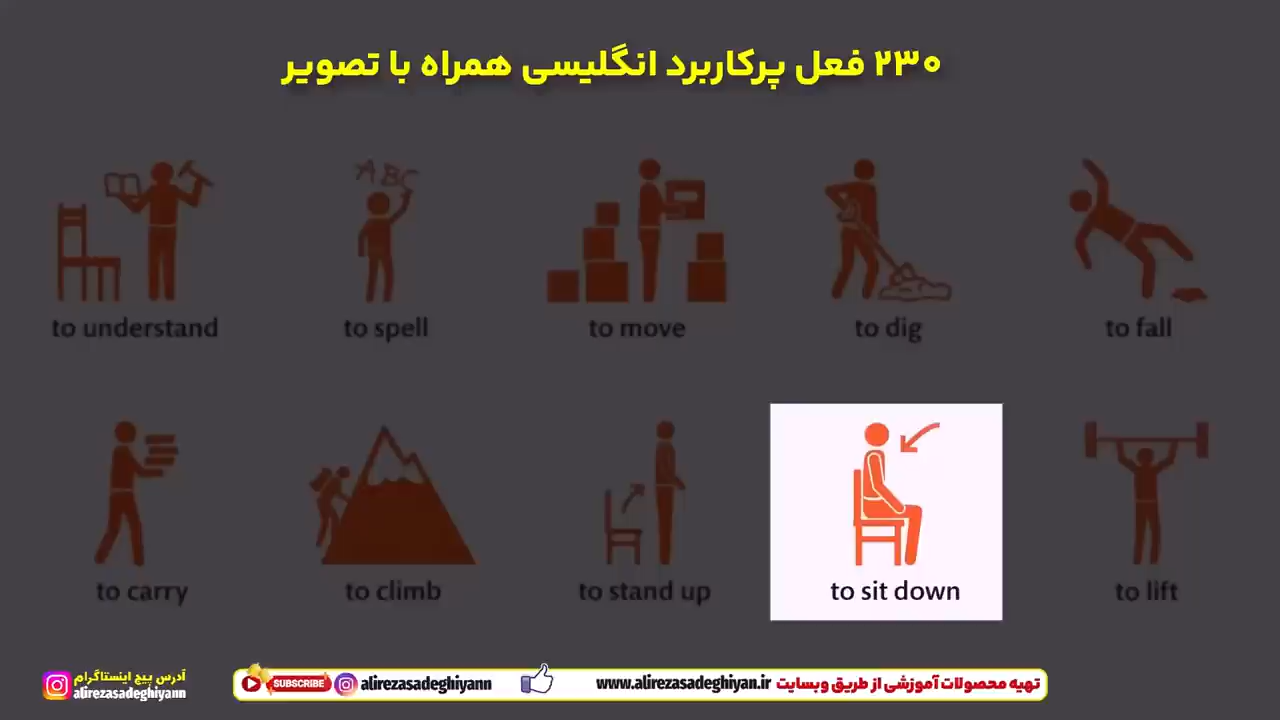 ۲۳۰ فعل پرکاربرد انگلیسی همراه با تصویر
ABC
to understand
to spell
to move
to dig
to fall
to carry
to climb
to stand up
to sit down
to lift
آدرس پیج اینستاگرام
alirezasadeghiyann
SUBSCRIBE
alirezasadeghiyann
www.alirezasadeghiyan.ir تهیه محصولات آموزشی از طریق وبسایت